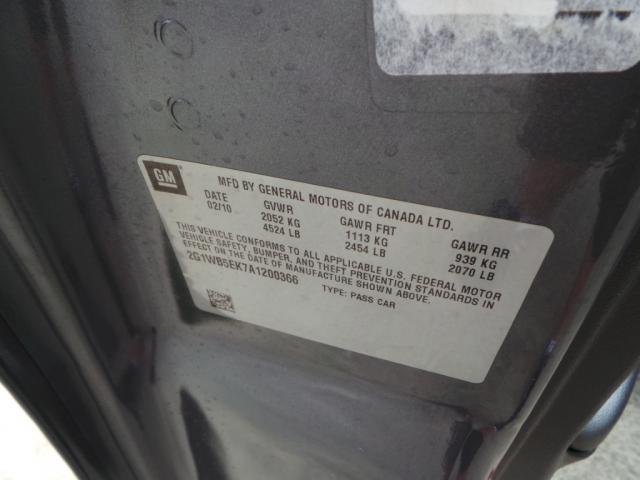 GM
MFD BY GENERAL MOTORS OF CANADA LTD.
DATE GVWR GAWR FRT GAWR RR
02/10 2052 KG 1113 KG 939 KG
4524 LB 2454 LB 2070 LB
THIS VEHICLE CONFORMS TO ALL APPLICABLE U.S. FEDERAL MOTOR
VEHICLE SAFETY, BUMPER, AND THEFT PREVENTION STANDARDS IN
EFFECT ON THE DATE OF MANUFACTURE SHOWN ABOVE.
2G1WB5EK7A1200366 TYPE: PASS CAR